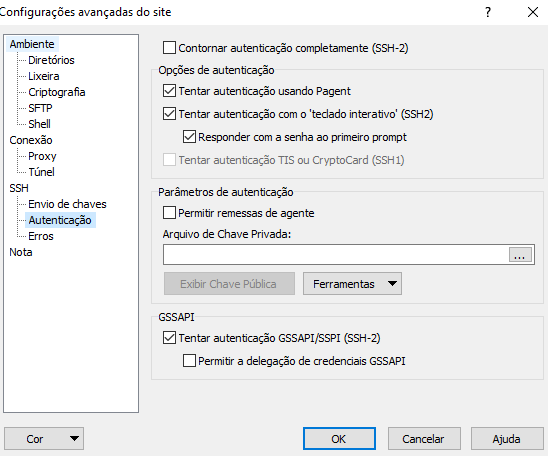 Configurações avançadas do site
?
Ambiente
Diretórios
Lixeira
Criptografia
SFTP
Shell
Conexão
Proxy
Túnel
SSH
Envio de chaves
Autenticação
Erros
Nota
Contornar autenticação completamente (SSH-2)
Opções de autenticação
Tentar autenticação usando Pagent
Tentar autenticação com o 'teclado interativo' (SSH2)
Responder com a senha ao primeiro prompt
Tentar autenticação TIS ou CryptoCard (SSH1)
Parâmetros de autenticação
Permitir remessas de agente
Arquivo de Chave Privada:
...
Exibir Chave Pública
Ferramentas
GSSAPI
Tentar autenticação GSSAPI/SSPI (SSH-2)
Permitir a delegação de credenciais GSSAPI
Cor
OK
Cancelar
Ajuda